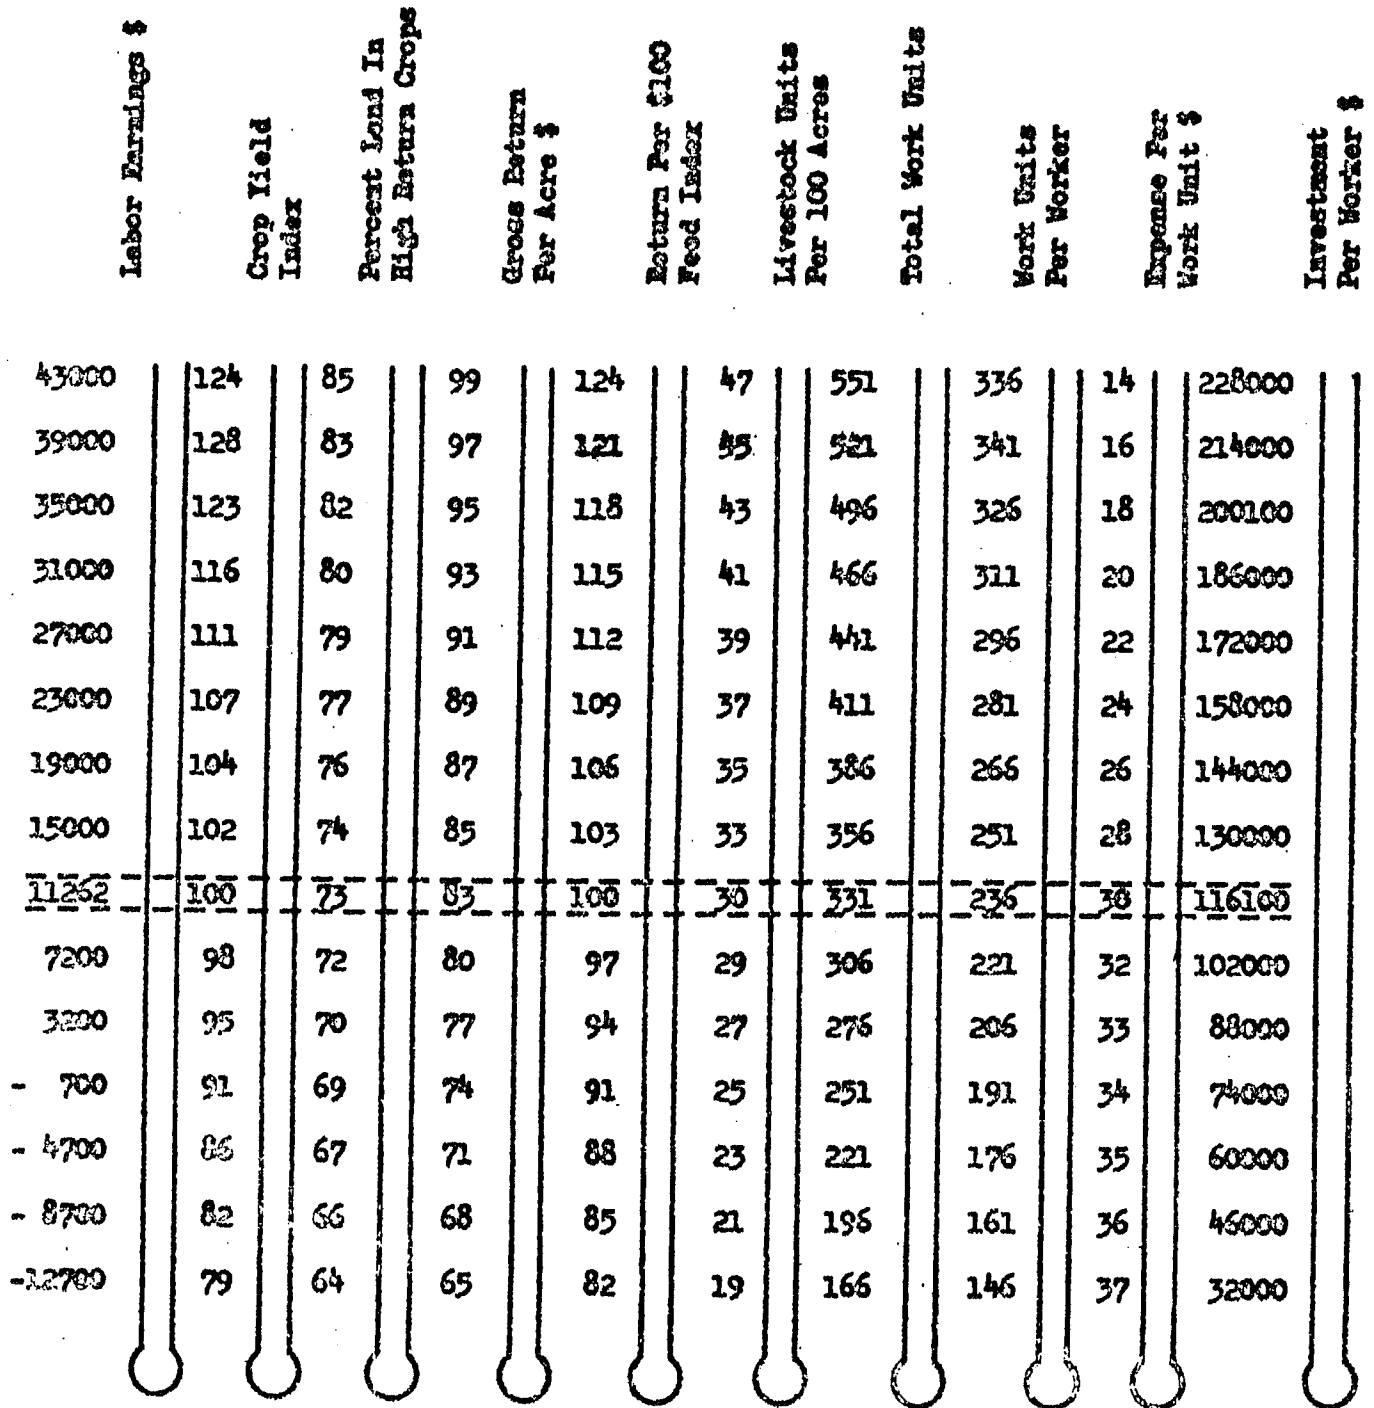 Labor Earnings $
Crop Yield
Index
Percent Land In
High Return Crops
Gross Return
Per Acre $
Return Per $100
Feed Index
Livestock Units
Per 100 Acres
Total Work Units
Work Units
Per Worker
Expense Per
Work Unit $
Investment
Per Worker $
43000 124 85 99 124 47 551 336 14 228000
39000 128 83 97 121 45 521 341 16 214000
35000 123 82 95 118 43 496 326 18 200100
31000 116 80 93 115 41 466 311 20 186000
27000 111 79 91 112 39 441 296 22 172000
23000 107 77 89 109 37 411 281 24 158000
19000 104 76 87 106 35 386 266 26 144000
15000 102 74 85 103 33 356 251 28 130000
11262 100 73 83 100 30 331 236 30 116100
7200 98 72 80 97 29 306 221 32 102000
3200 95 70 77 94 27 276 206 33 88000
- 700 91 69 74 91 25 251 191 34 74000
- 4700 86 67 71 88 23 221 176 35 60000
- 8700 82 66 68 85 21 196 161 36 46000
-12700 79 64 65 82 19 166 146 37 32000